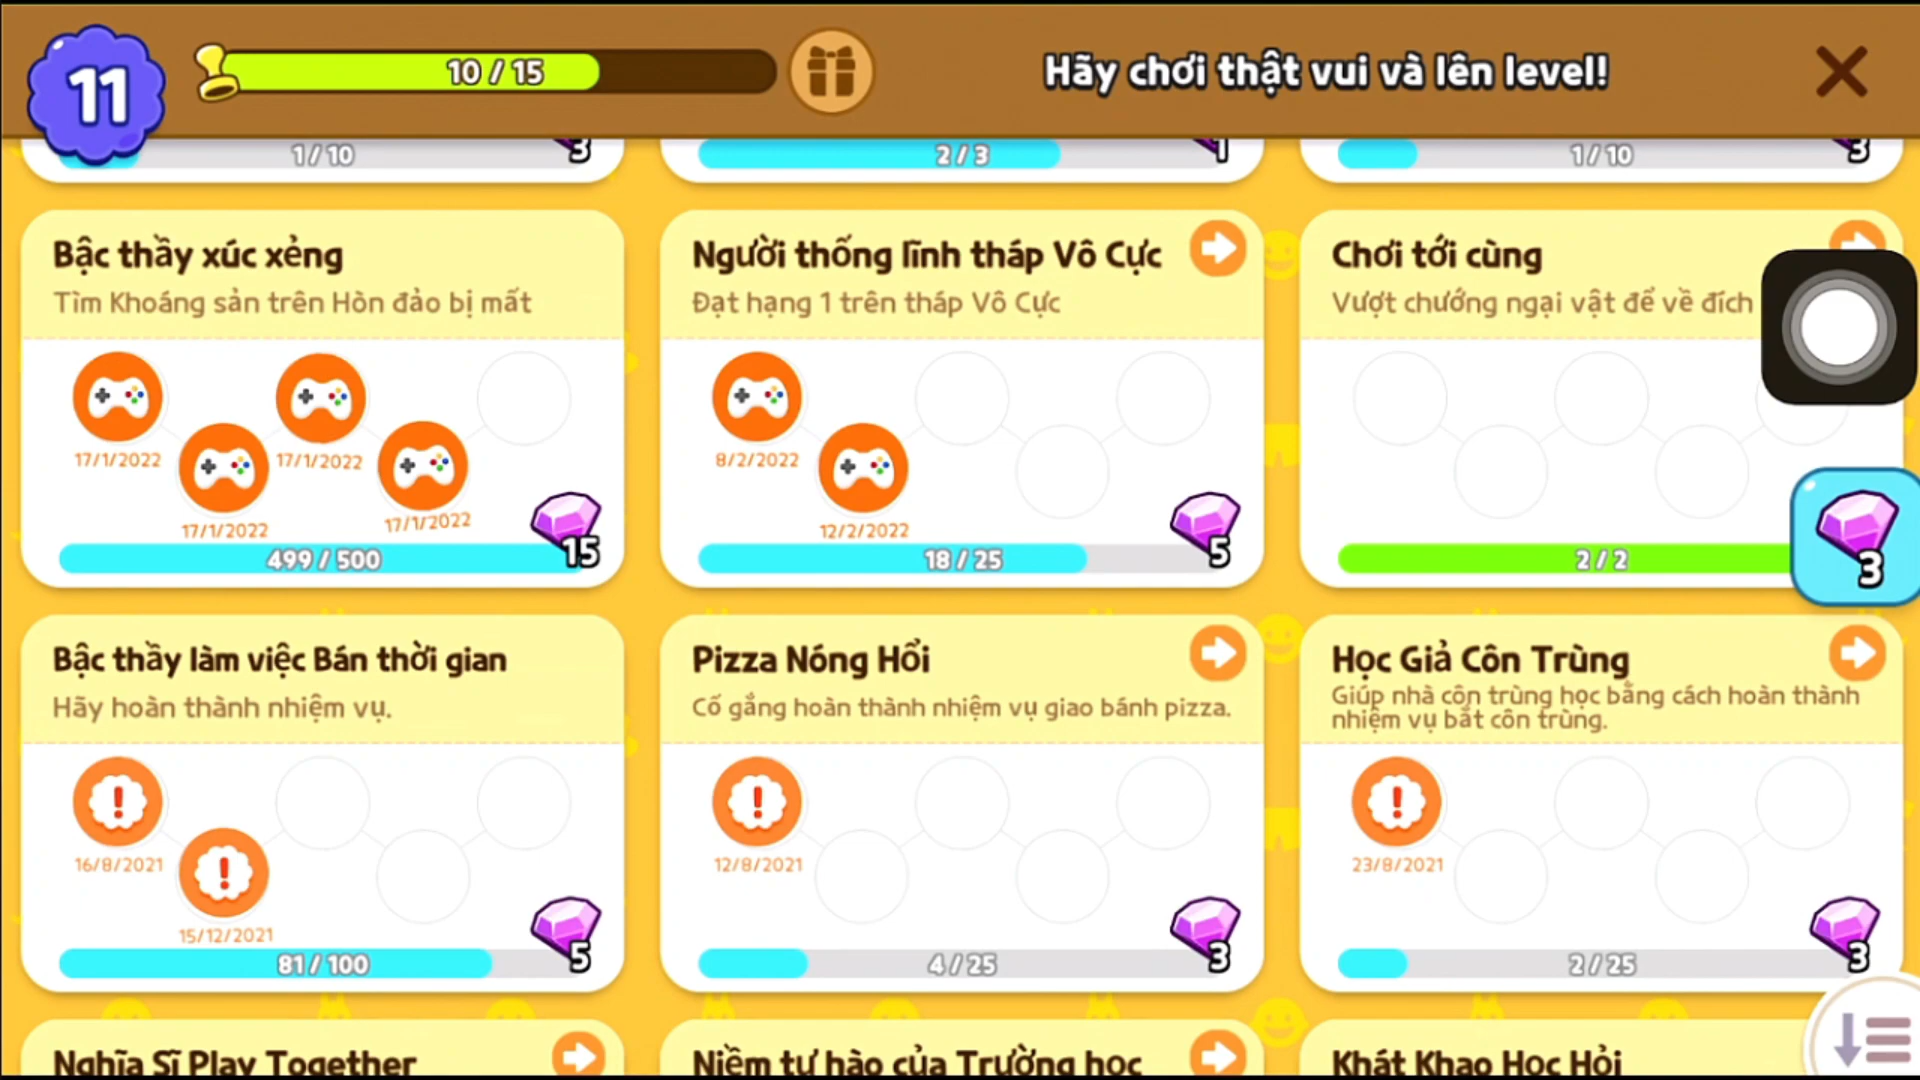 11
10 / 15
Hãy chơi thật vui và lên level!
1 / 10
3
2 / 3
1
1 / 10
3
Bậc thầy xúc xẻng
Tìm Khoáng sản trên Hòn đảo bị mất
17/1/2022
17/1/2022
17/1/2022
17/1/2022
499 / 500
15
Người thống lĩnh tháp Vô Cực
Đạt hạng 1 trên tháp Vô Cực
8/2/2022
12/2/2022
18 / 25
5
Chơi tới cùng
Vượt chướng ngại vật để về đích
2 / 2
3
Bậc thầy làm việc Bán thời gian
Hãy hoàn thành nhiệm vụ.
16/8/2021
15/12/2021
81 / 100
5
Pizza Nóng Hổi
Cố gắng hoàn thành nhiệm vụ giao bánh pizza.
12/8/2021
4 / 25
3
Học Giả Côn Trùng
Giúp nhà côn trùng học bằng cách hoàn thành
nhiệm vụ bắt côn trùng.
23/8/2021
2 / 25
3
Nghĩa Sĩ Play Together
Niềm tự hào của Trường học
Khát Khao Học Hỏi